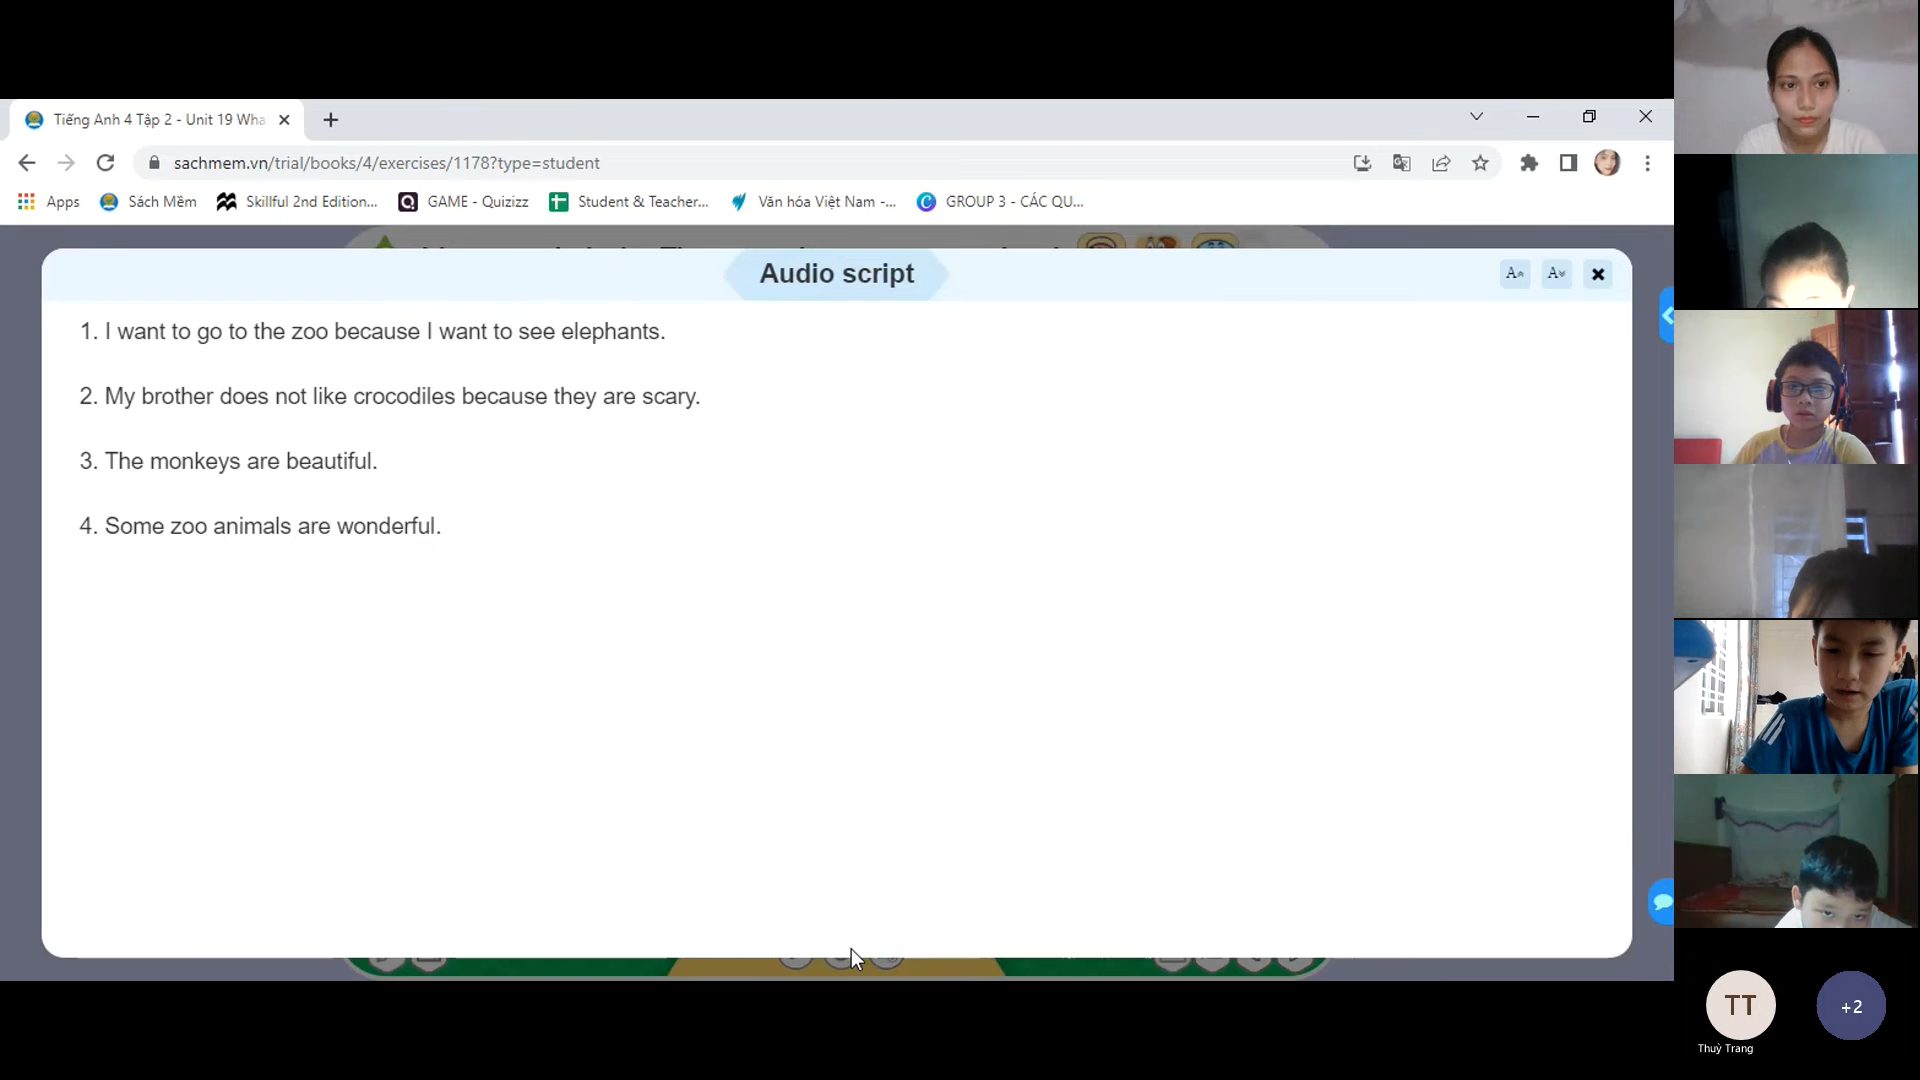 Tiếng Anh 4 Tập 2 - Unit 19 Wha
sachmem.vn/trial/books/4/exercises/1178?type=student
Apps
Sách Mềm
Skillful 2nd Edition...
GAME - Quizizz
Student & Teacher...
Văn hóa Việt Nam -...
GROUP 3 - CÁC QU...
Audio script
1. I want to go to the zoo because I want to see elephants.
2. My brother does not like crocodiles because they are scary.
3. The monkeys are beautiful.
4. Some zoo animals are wonderful.
TT
+2
Thuỳ Trang